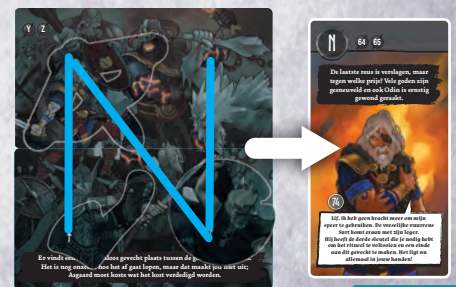 Y Z
Er vindt een loos gevecht plaats tussen de g
Het is nog onze hoe het af gaat lopen, maar dat maakt jou niet uit;
Asgaard moet koste wat het kost verdedigd worden.
N 64 65
De laatste reus is verslagen, maar
tegen welke prijs? Vele goden zijn
gesneuveld en ook Odin is ernstig
gewond geraakt.
74
Lif, ik heb geen kracht meer om mijn
speer te gebruiken. De vreselijke vuurreus
Surt komt eraan met zijn leger.
Hij heeft de derde sleutel die je nodig hebt
om het ritueel te voltooien en een einde
aan dit gevecht te maken. Het ligt nu
allemaal in jouw handen!